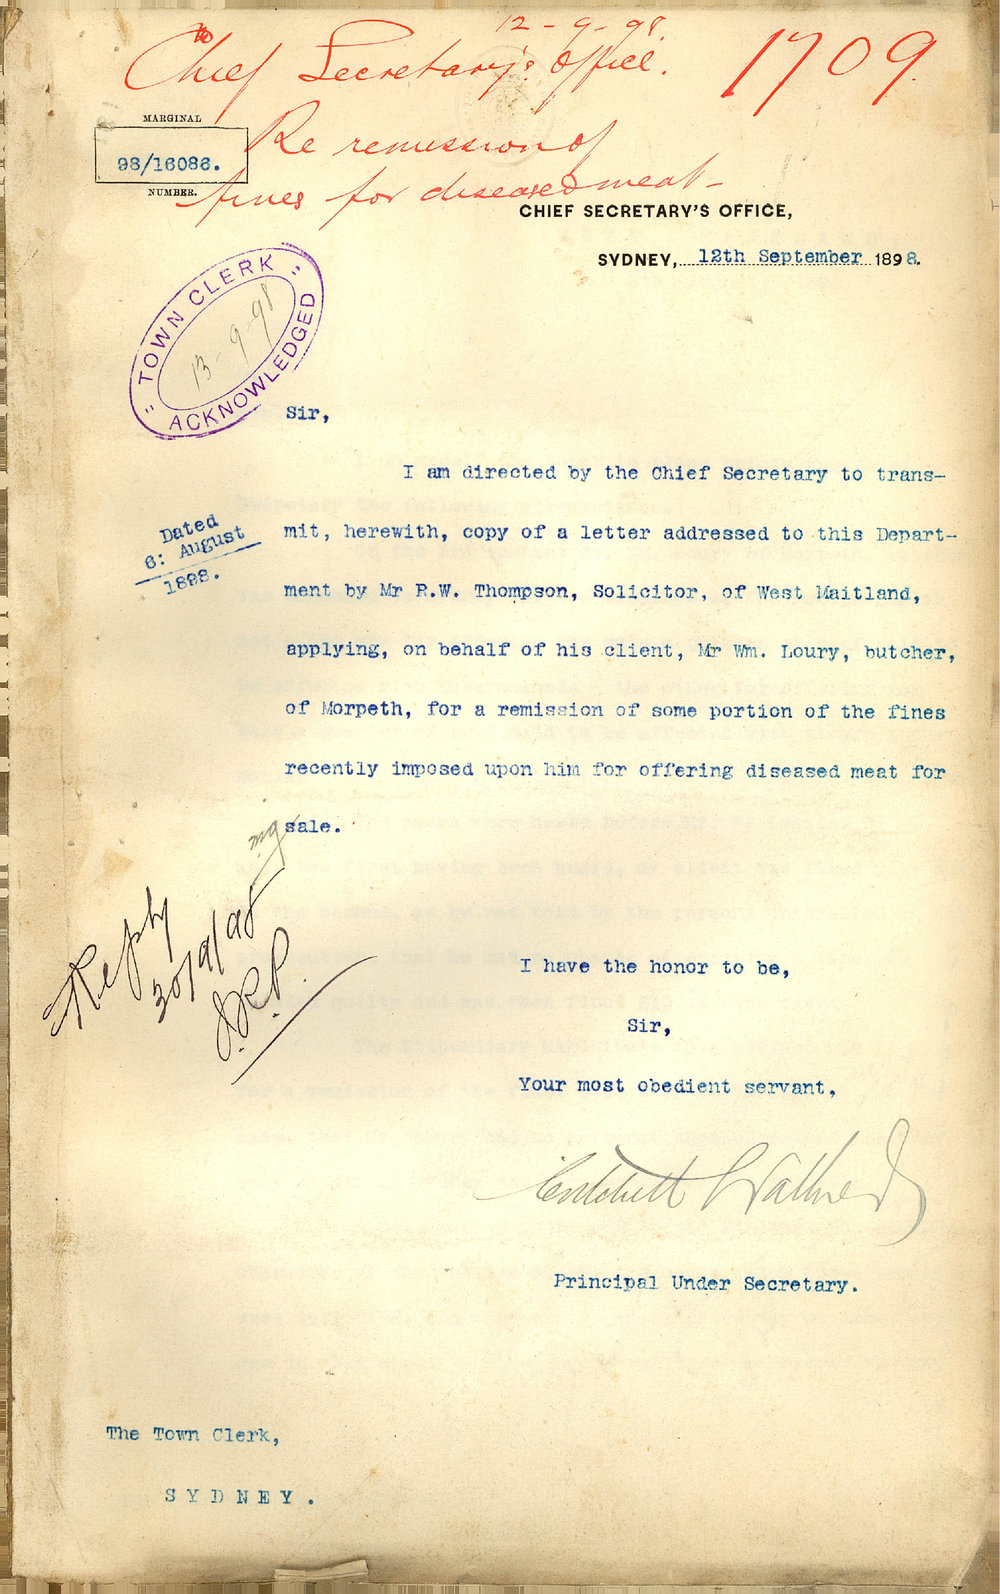 12-9-98.
Chief Secretary's Office. 1709
Re remission of
fines for diseased meat-
MARGINAL
98/16086.
NUMBER.
CHIEF SECRETARY'S OFFICE,
SYDNEY, 12th September 1898.
"TOWN CLERK"
13-9-98
ACKNOWLEDGED
Sir,
I am directed by the Chief Secretary to trans-
Dated
6: August
1898.
mit, herewith, copy of a letter addressed to this Depart-
ment by Mr R.W. Thompson, Solicitor, of West Maitland,
applying, on behalf of his client, Mr Wm. Loury, butcher,
of Morpeth, for a remission of some portion of the fines
recently imposed upon him for offering diseased meat for
sale.
Reply
30/9/98
I have the honor to be,
Sir,
Your most obedient servant,
Critchett Walker
Principal Under Secretary.
The Town Clerk,
SYDNEY.